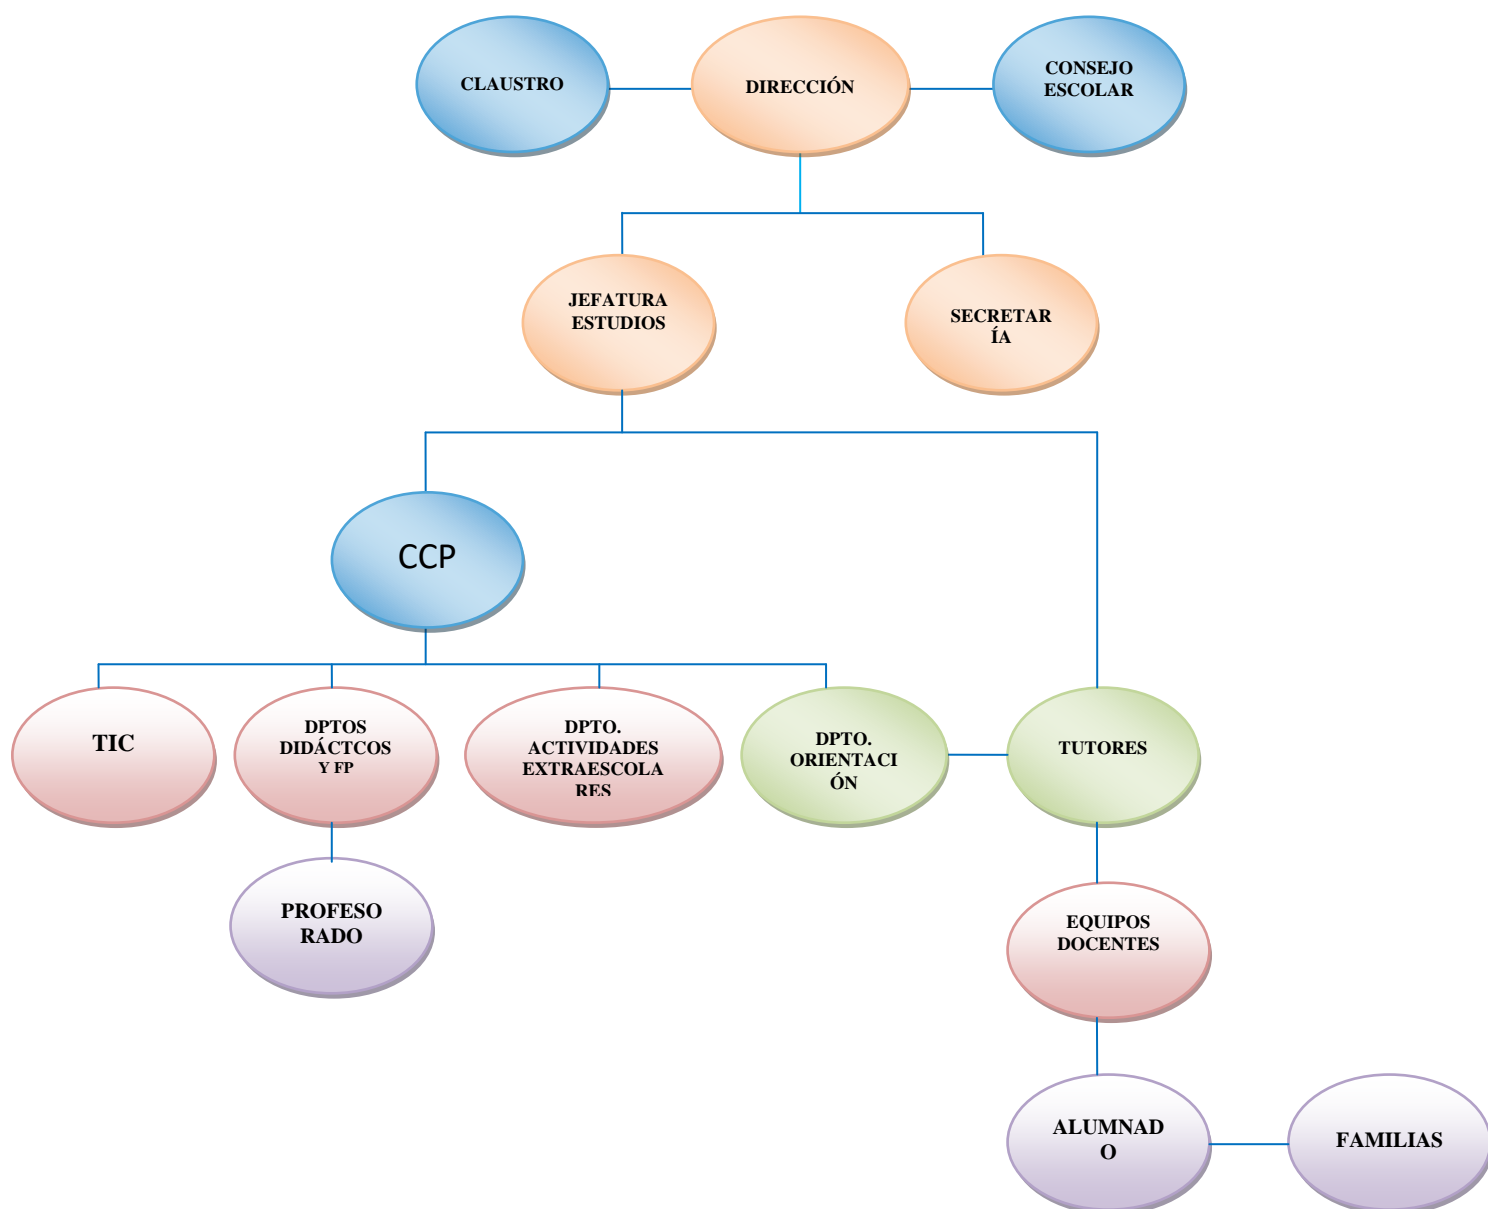 CLAUSTRO
DIRECCIÓN
CONSEJO
ESCOLAR
JEFATURA
ESTUDIOS
SECRETAR
ÍA
CCP
TIC
DPTOS
DIDÁCTCOS
Y FP
DPTO.
ACTIVIDADES
EXTRAESCOLA
RES
DPTO.
ORIENTACI
ÓN
TUTORES
PROFESO
RADO
EQUIPOS
DOCENTES
ALUMNAD
O
FAMILIAS